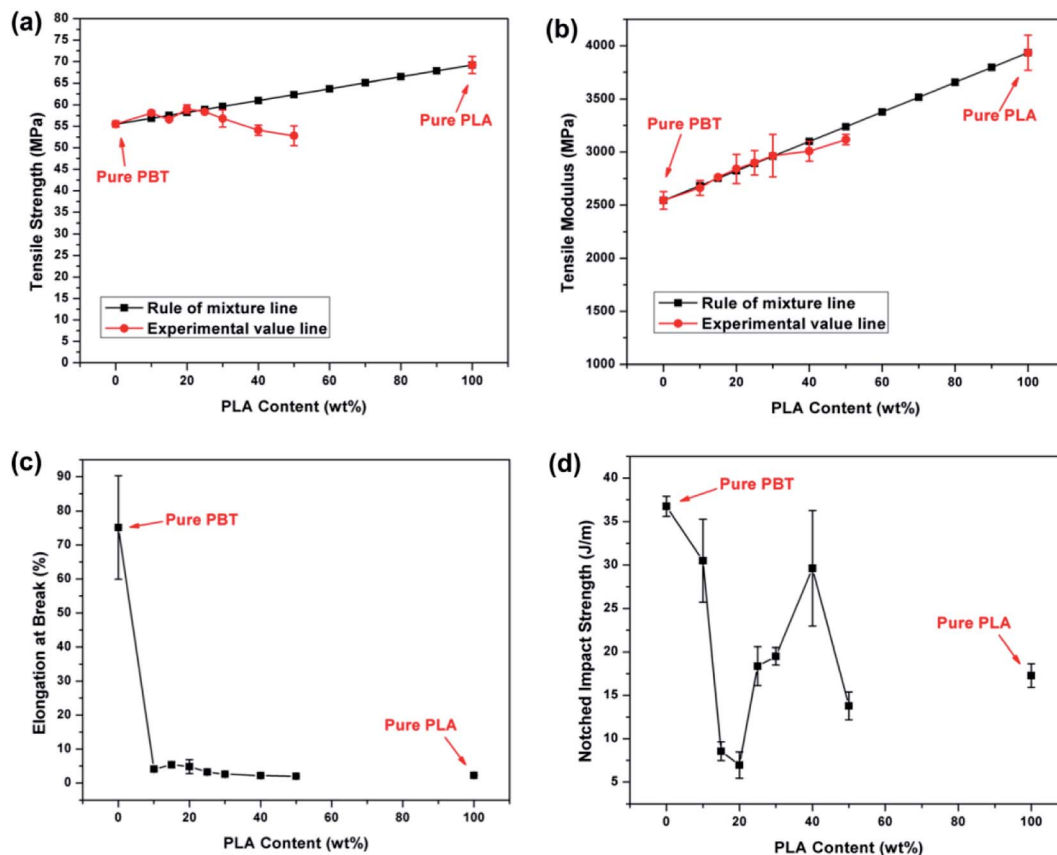 (a)
80
75
70
65
60
55
50
45
40
35
30
25
20
15
10
5
0
Tensile Strength (MPa)
Pure PBT
Pure PLA
Rule of mixture line
Experimental value line
0 20 40 60 80 100
PLA Content (wt%)
(b)
4000
3500
3000
2500
2000
1500
1000
Tensile Modulus (MPa)
Pure PBT
Pure PLA
Rule of mixture line
Experimental value line
0 20 40 60 80 100
PLA Content (wt%)
(c)
90
80
70
60
50
40
30
20
10
0
Elongation at Break (%)
Pure PBT
Pure PLA
0 20 40 60 80 100
PLA Content (wt%)
(d)
40
35
30
25
20
15
10
5
Notched Impact Strength (J/m)
Pure PBT
Pure PLA
0 20 40 60 80 100
PLA Content (wt%)